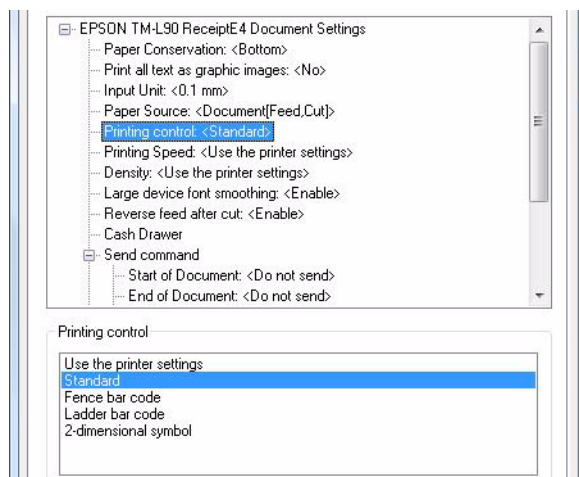 EPSON TM-L90 ReceiptE4 Document Settings
Paper Conservation: <Bottom>
Print all text as graphic images: <No>
Input Unit: <0.1 mm>
Paper Source: <Document[Feed,Cut]>
Printing control: <Standard>
Printing Speed: <Use the printer settings>
Density: <Use the printer settings>
Large device font smoothing: <Enable>
Reverse feed after cut: <Enable>
Cash Drawer
Send command
Start of Document: <Do not send>
End of Document: <Do not send>
Printing control
Use the printer settings
Standard
Fence bar code
Ladder bar code
2-dimensional symbol